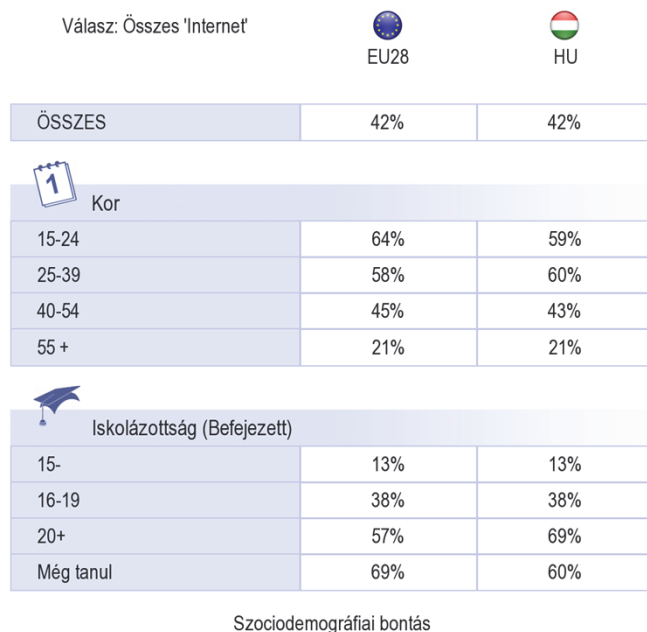 Válasz: Összes 'Internet'
EU28 HU
ÖSSZES 42% 42%
1
Kor
15-24 64% 59%
25-39 58% 60%
40-54 45% 43%
55 + 21% 21%
Iskolázottság (Befejezett)
15- 13% 13%
16-19 38% 38%
20+ 57% 69%
Még tanul 69% 60%
Szociodemográfiai bontás